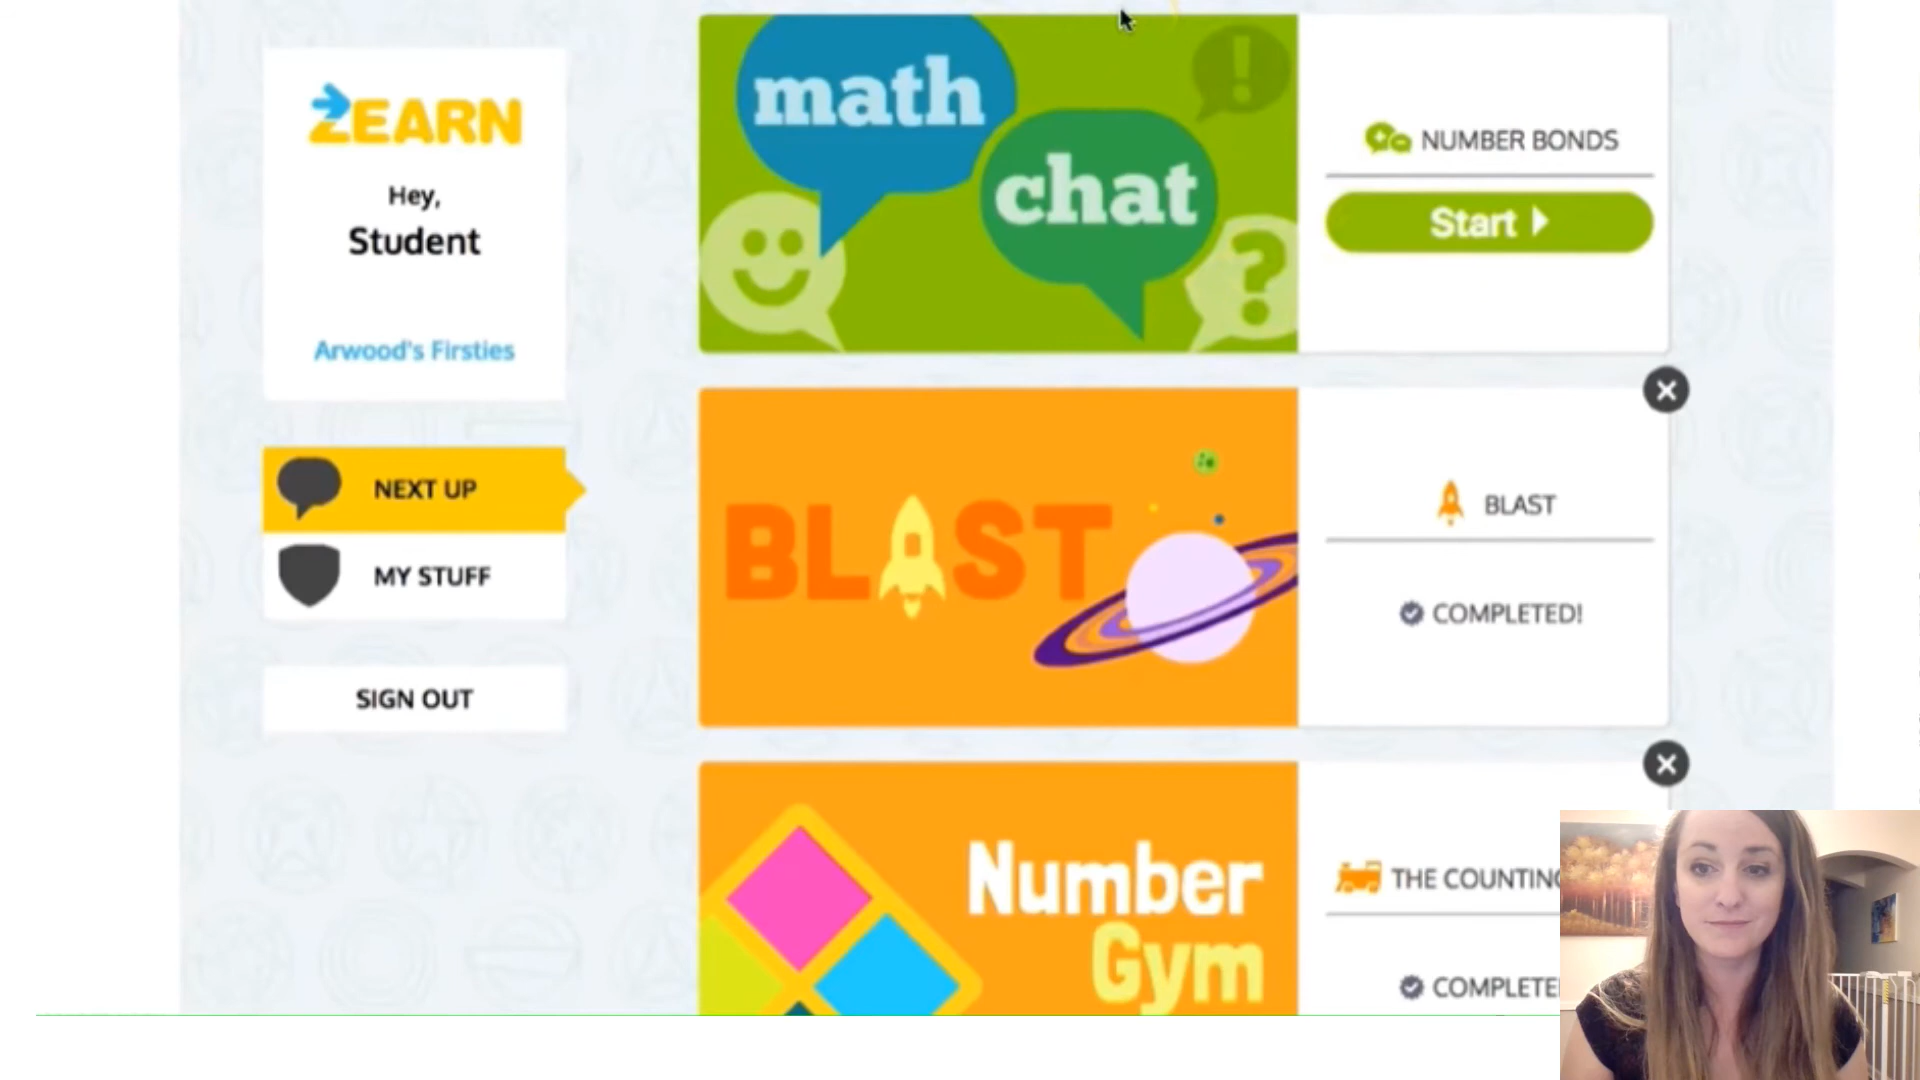 ZEARN
Hey,
Student
Arwood's Firsties
NEXT UP
MY STUFF
SIGN OUT
math
chat
!
?
NUMBER BONDS
Start
BLAST
BLAST
COMPLETED!
Number
Gym
THE COUNTING
COMPLETE